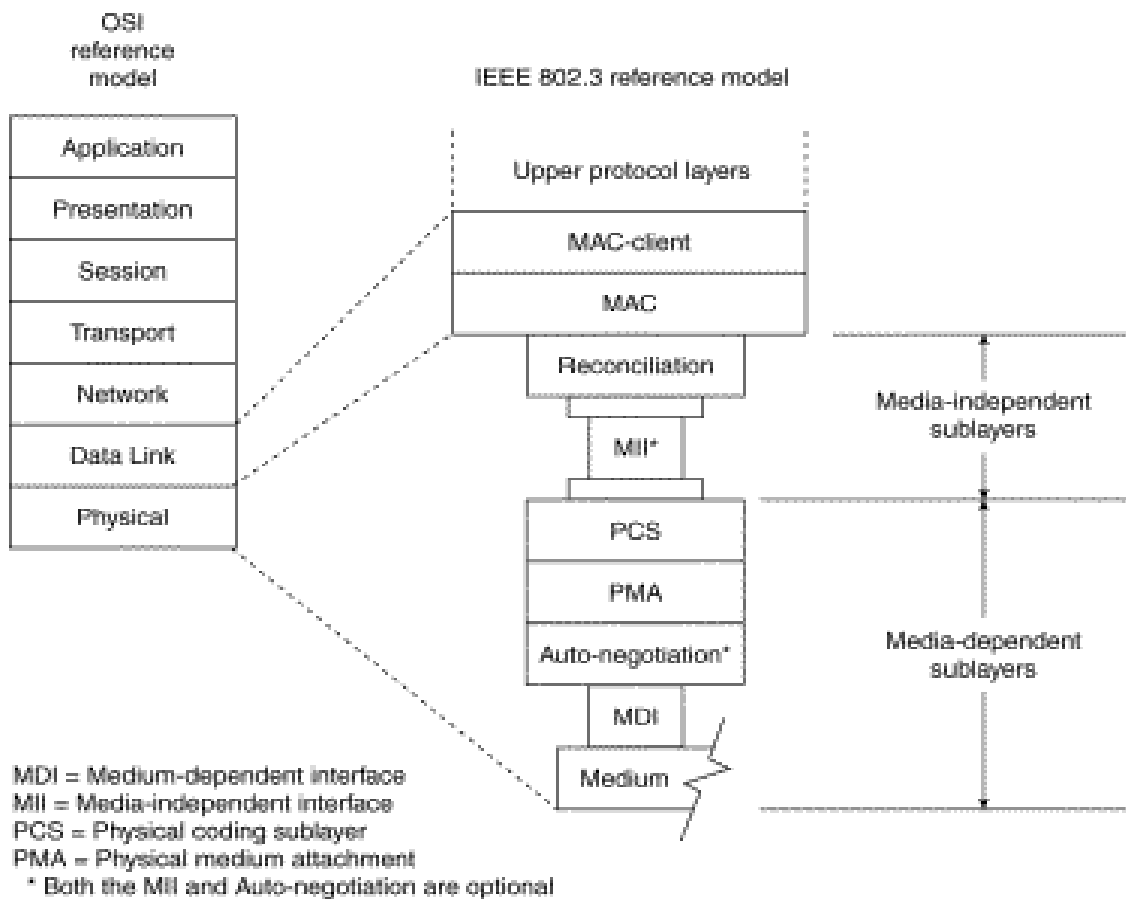 OSI
reference
model
IEEE 802.3 reference model
Application
Presentation
Session
Transport
Network
Data Link
Physical
Upper protocol layers
MAC-client
MAC
Reconciliation
MII*
PCS
PMA
Auto-negotiation*
MDI
Medium
Media-independent
sublayers
Media-dependent
sublayers
MDI = Medium-dependent interface
MII = Media-independent interface
PCS = Physical coding sublayer
PMA = Physical medium attachment
* Both the MII and Auto-negotiation are optional